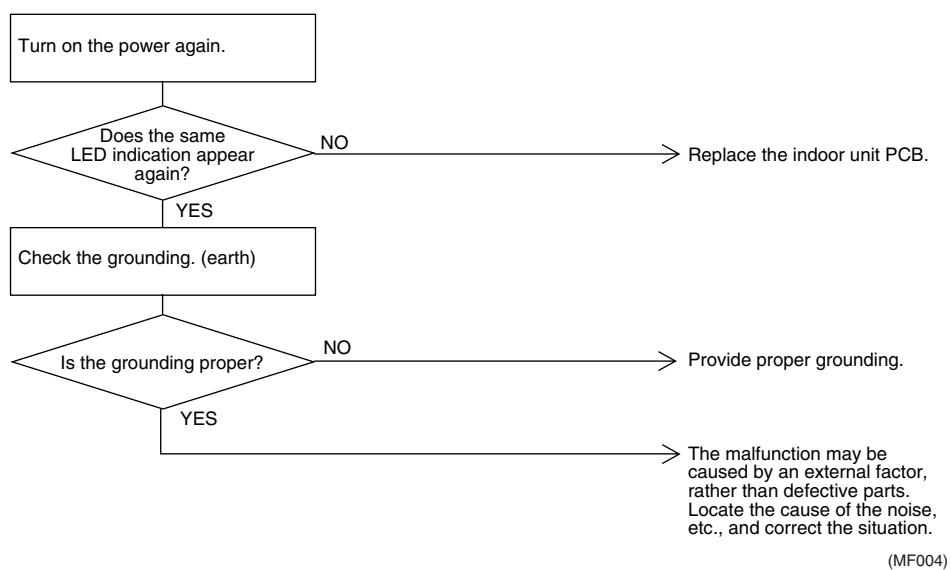 Turn on the power again.
Does the same
LED indication appear
again?
NO
Replace the indoor unit PCB.
YES
Check the grounding. (earth)
Is the grounding proper?
NO
Provide proper grounding.
YES
The malfunction may be
caused by an external factor,
rather than defective parts.
Locate the cause of the noise,
etc., and correct the situation.
(MF004)